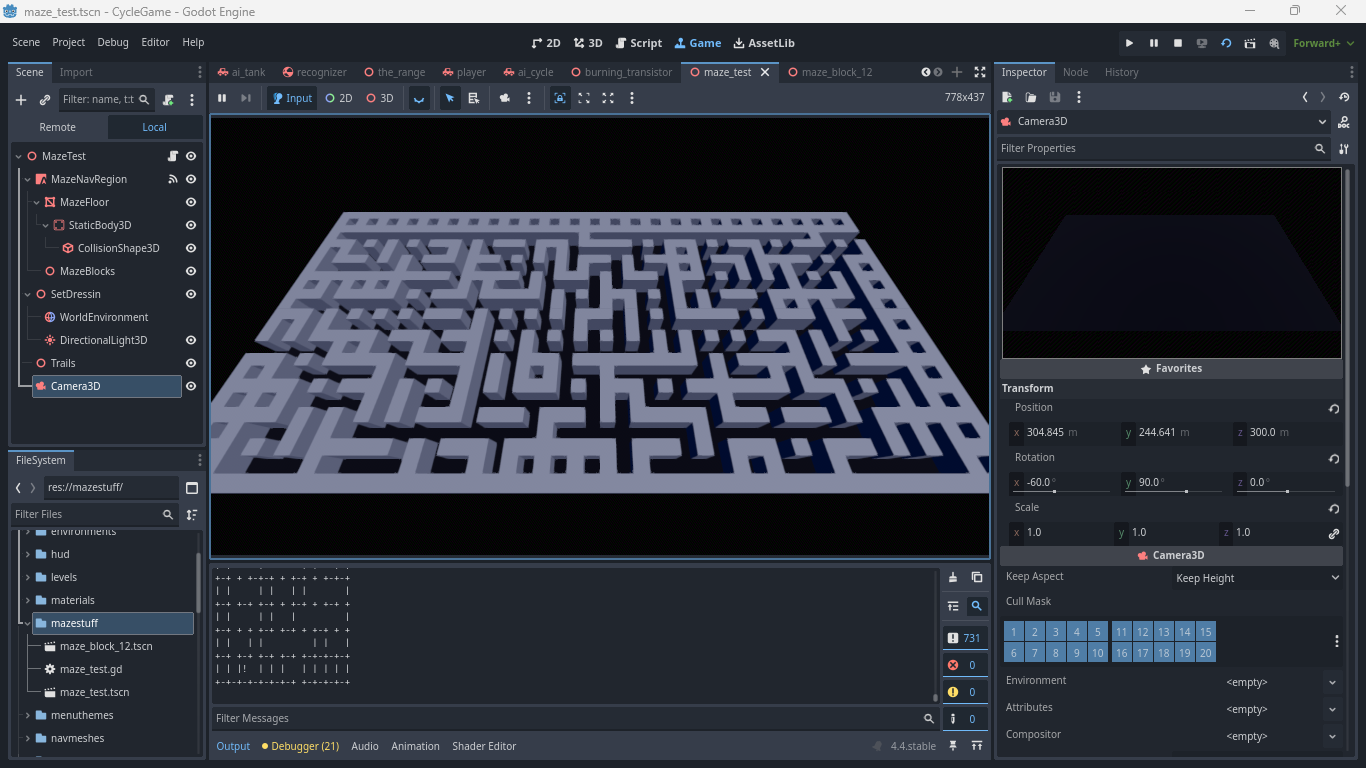 maze_test.tscn - CycleGame - Godot Engine
Scene Project Debug Editor Help
2D 3D Script Game AssetLib
Forward+
Scene Import
Filter: name, t:t
Remote Local
MazeTest
MazeNavRegion
MazeFloor
StaticBody3D
CollisionShape3D
MazeBlocks
SetDressin
WorldEnvironment
DirectionalLight3D
Trails
Camera3D
FileSystem
res://mazestuff/
Filter Files
environments
hud
levels
materials
mazestuff
maze_block_12.tscn
maze_test.gd
maze_test.tscn
menuthemes
navmeshes
ai_tank recognizer the_range player ai_cycle burning_transistor maze_test maze_block_12
Input 2D 3D
778x437
+-+ + +-+-+ + +-+ + +-+-+
| | | | | | |
+-+ +-+ +-+-+ + +-+ +-+-+
| | | | | |
+-+ + +-+-+ + +-+ + +-+-+
| | | | | | |
+-+ +-+-+ +-+ +-+-+-+-+-+
| | |! | | | | | | | |
+-+-+-+-+-+-+ +-+-+-+-+
731
0
0
0
Filter Messages
Output Debugger (21) Audio Animation Shader Editor
4.4.stable
Inspector Node History
Camera3D
Filter Properties
Favorites
Transform
Position
x 304.845 m y 244.641 m z 300.0 m
Rotation
x -60.0° y 90.0° z 0.0°
Scale
x 1.0 y 1.0 z 1.0
Camera3D
Keep Aspect Keep Height
Cull Mask
1 2 3 4 5 11 12 13 14 15
6 7 8 9 10 16 17 18 19 20
Environment <empty>
Attributes <empty>
Compositor <empty>